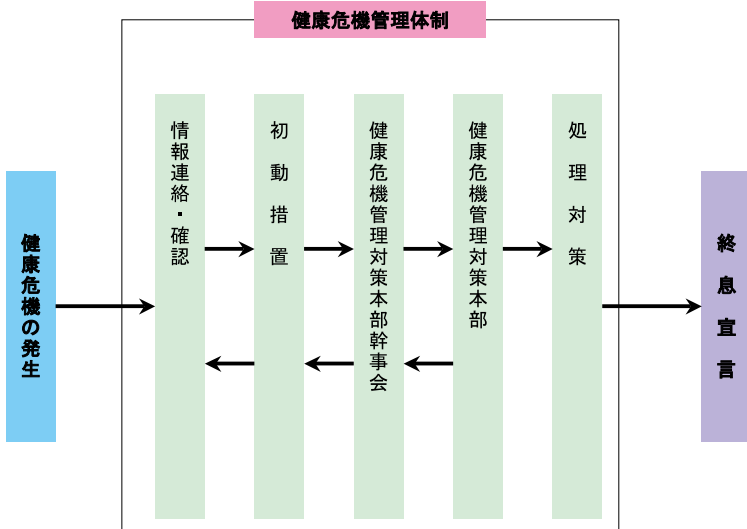 健康危機管理体制
健康危機の発生
情報連絡・確認
初動措置
健康危機管理対策本部幹事会
健康危機管理対策本部
処理対策
終息宣言